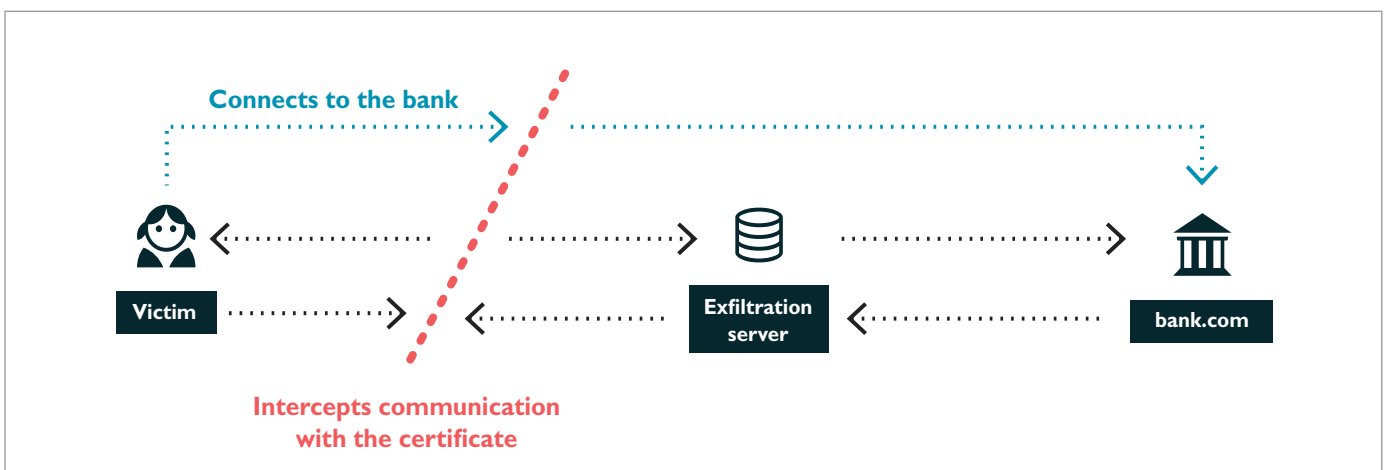 Connects to the bank
Victim
Exfiltration
server
bank.com
Intercepts communication
with the certificate